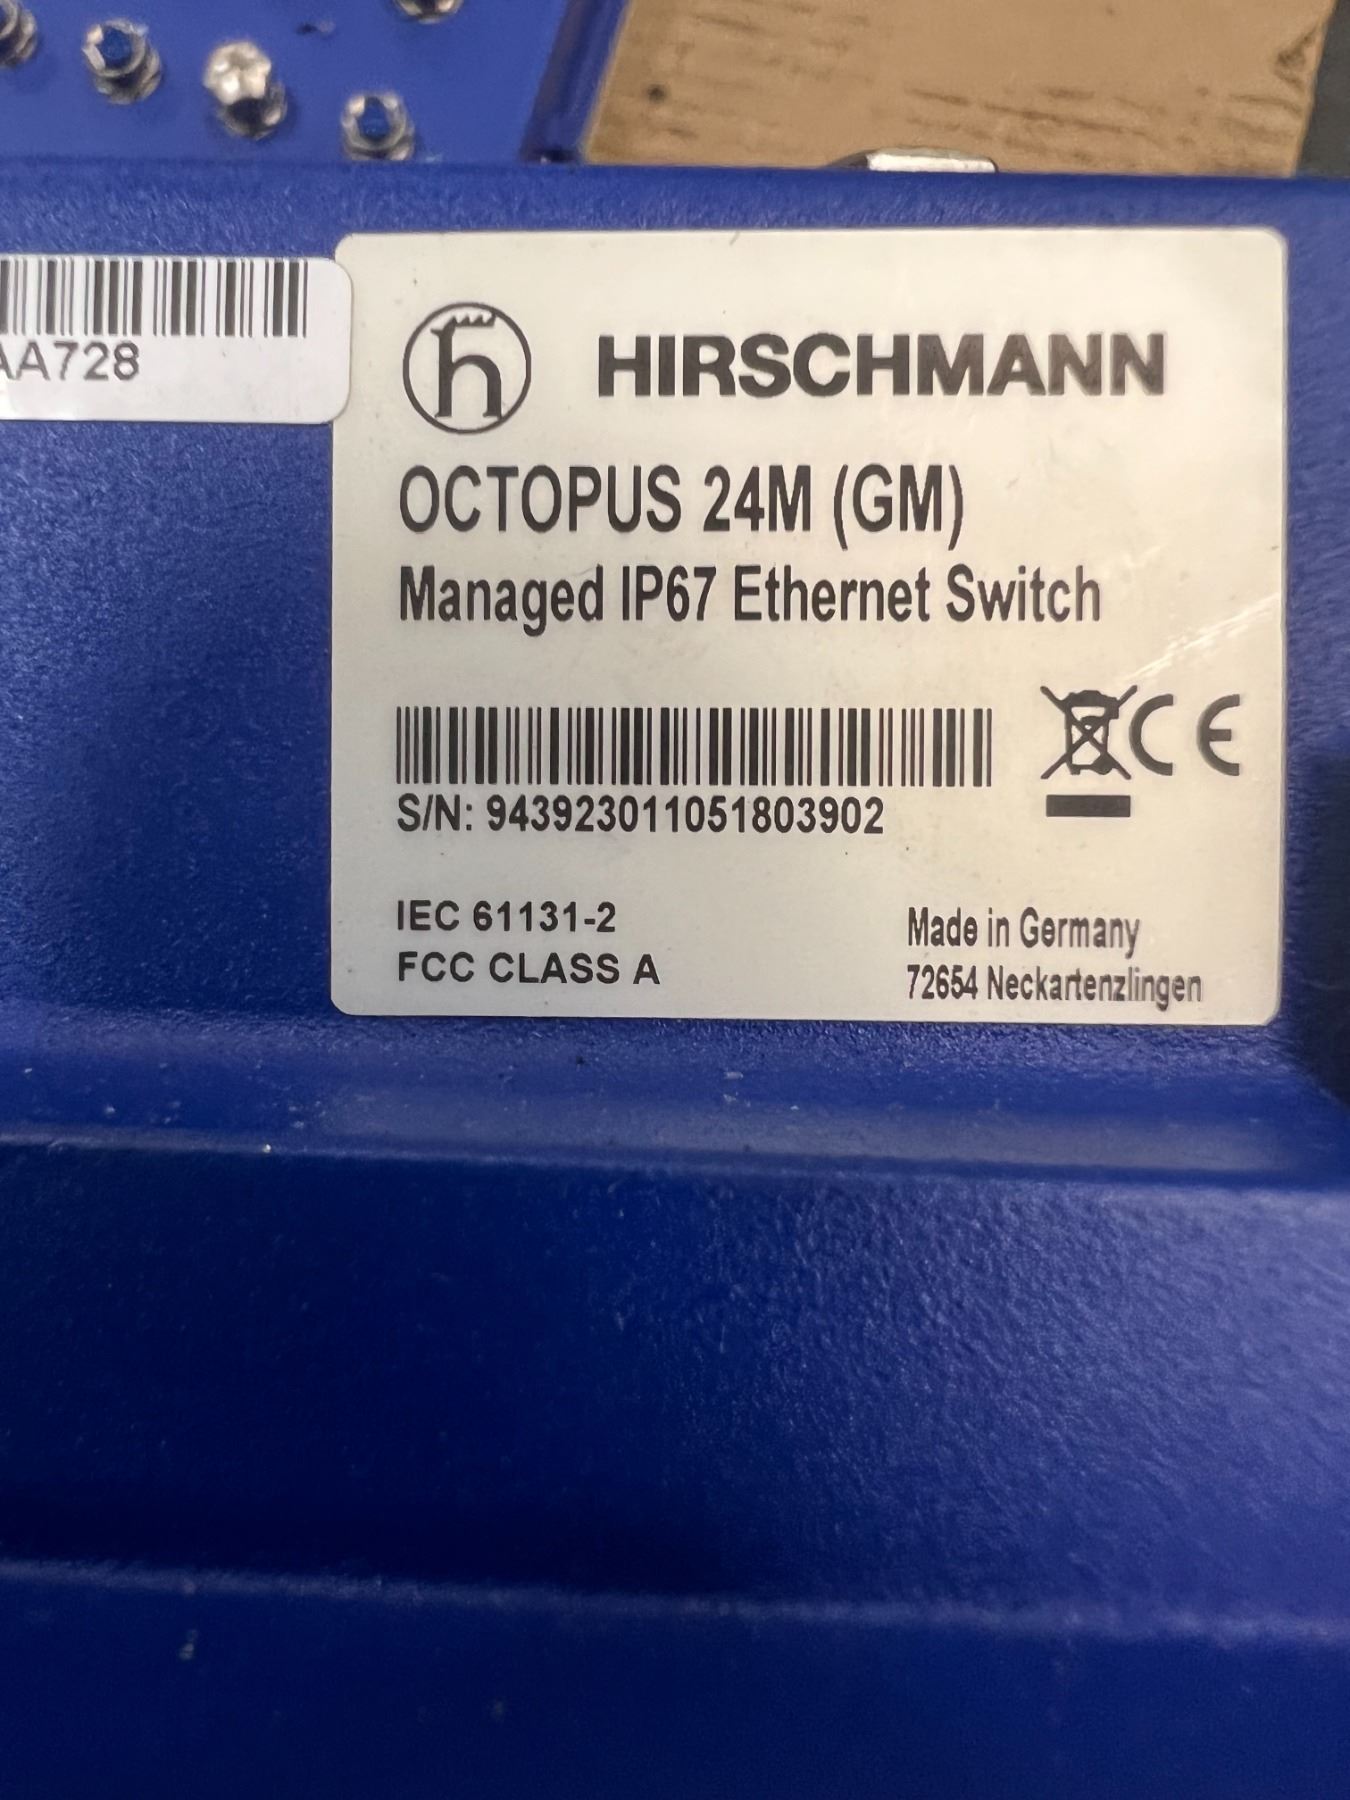 AA728
HIRSCHMANN
OCTOPUS 24M (GM)
Managed IP67 Ethernet Switch
CE
S/N: 943923011051803902
IEC 61131-2
FCC CLASS A
Made in Germany
72654 Neckartenzlingen